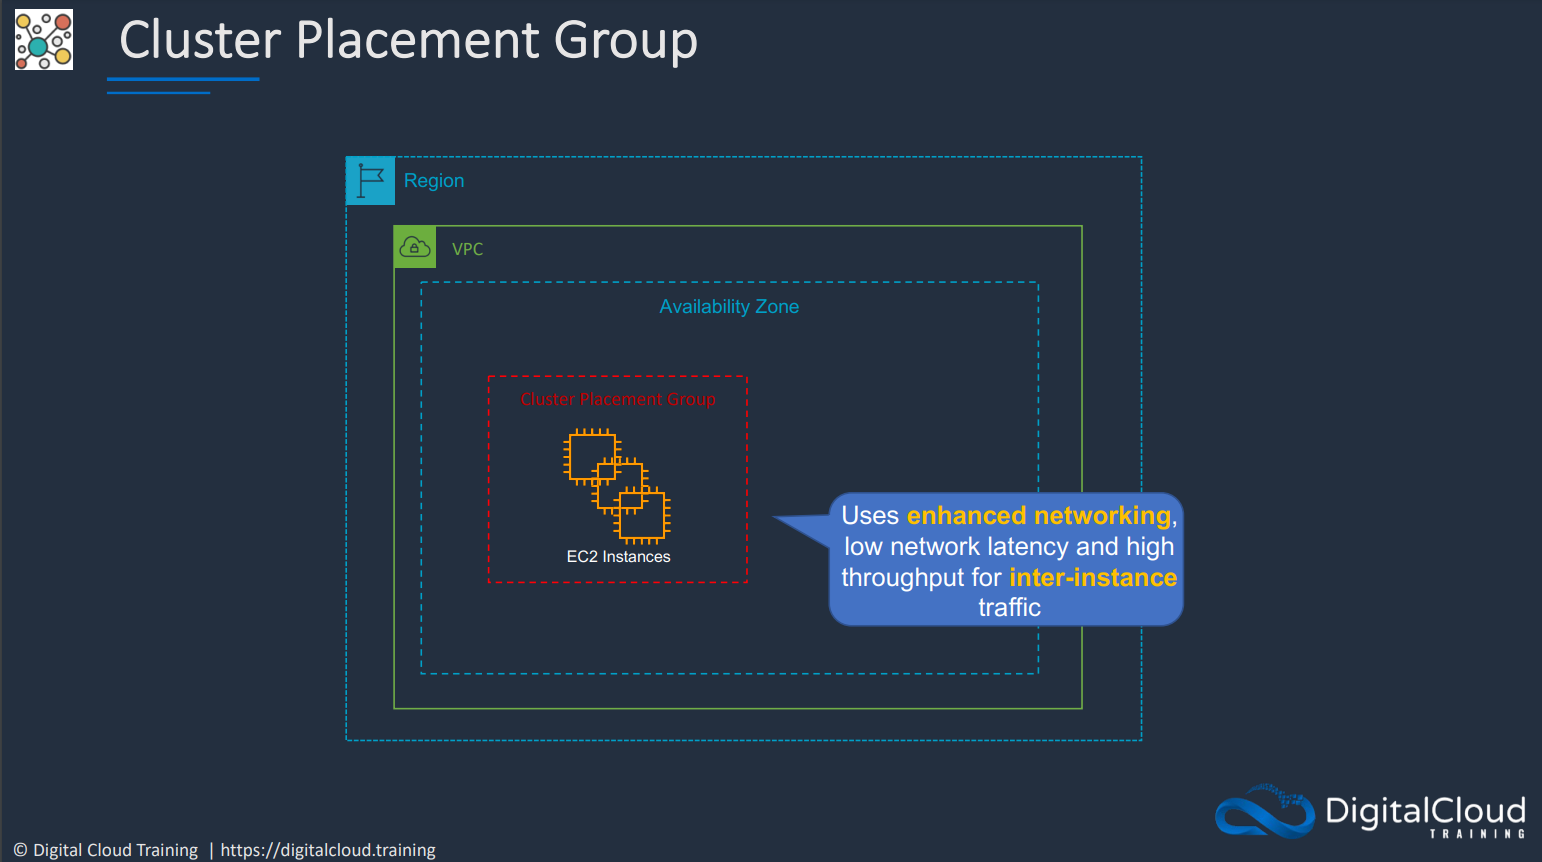 Cluster Placement Group
Region
VPC
Availability Zone
Cluster Placement Group
EC2 Instances
Uses enhanced networking,
low network latency and high
throughput for inter-instance
traffic
DigitalCloud
TRAINING
© Digital Cloud Training | https://digitalcloud.training